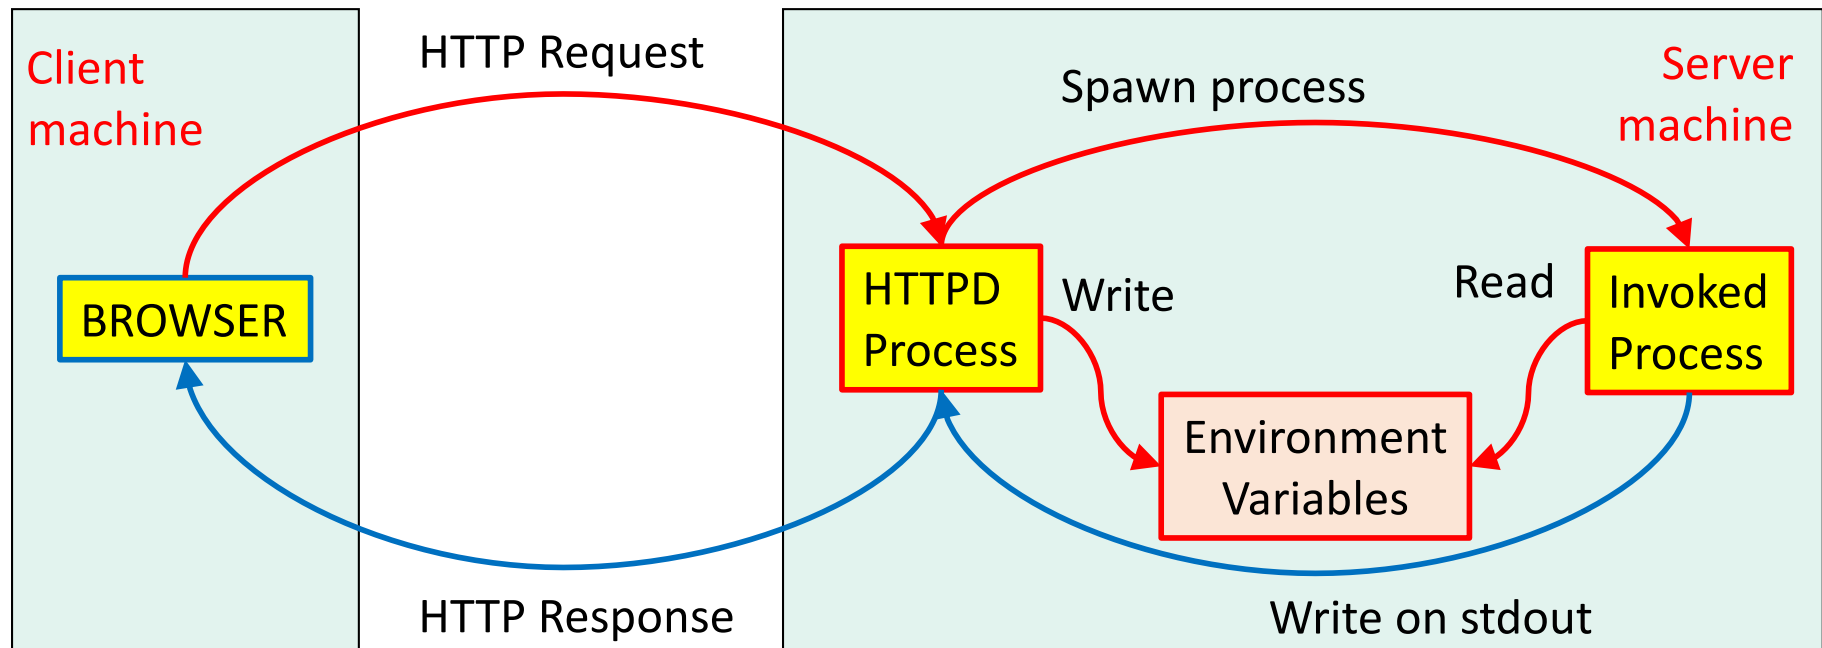 Client
machine
HTTP Request
Spawn process
Server
machine
BROWSER
HTTPD
Process
Write
Read
Invoked
Process
Environment
Variables
HTTP Response
Write on stdout